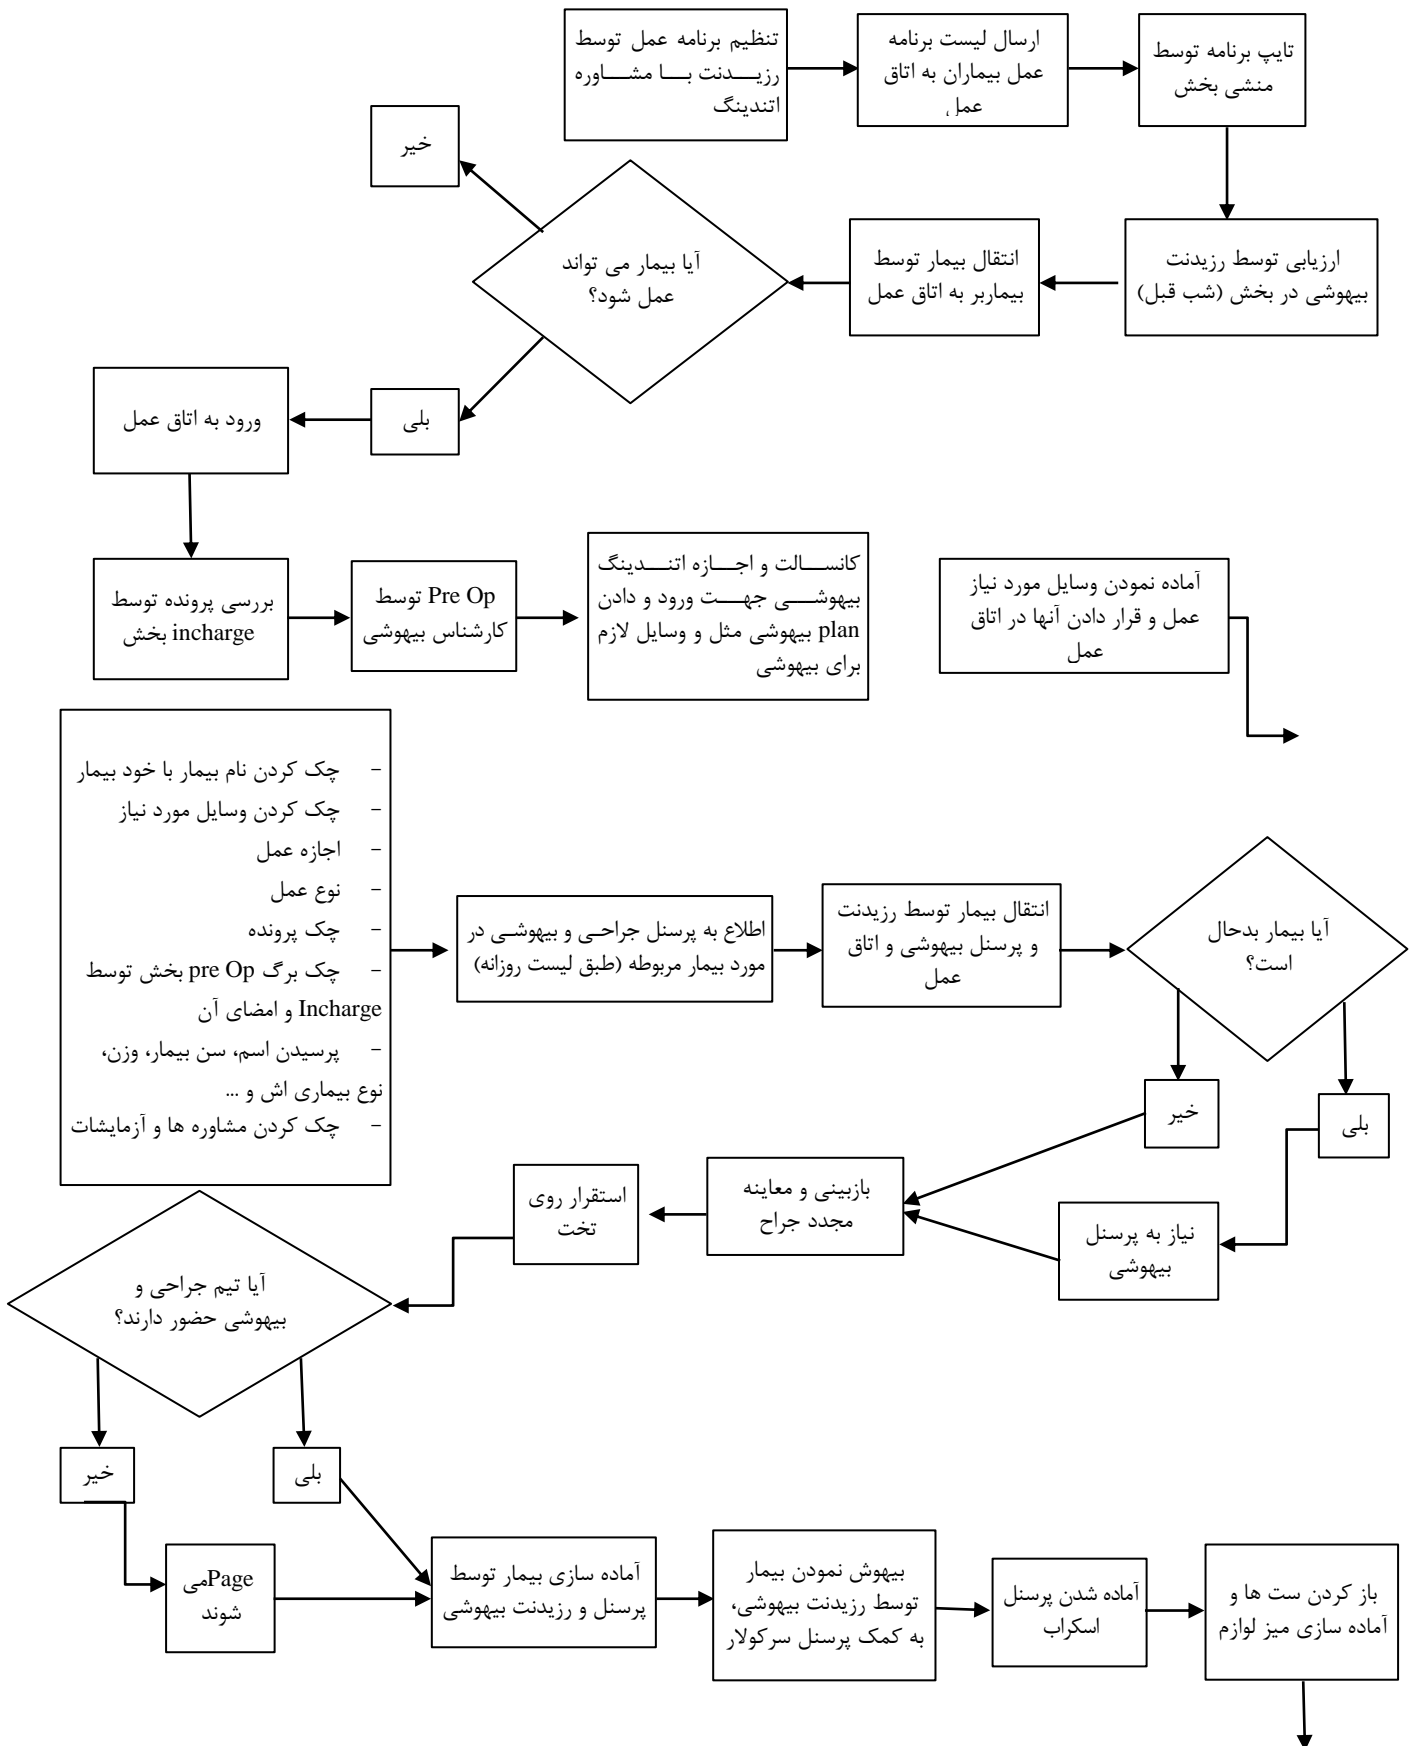 تنظیم برنامه عمل توسط
رزیدنت با مشاوره
اتندینگ
ارسال لیست برنامه
عمل بیماران به اتاق
عمل
تایپ برنامه توسط
منشی بخش
خیر
آیا بیمار می تواند
عمل شود؟
انتقال بیمار توسط
بیماربر به اتاق عمل
ارزیابی توسط رزیدنت
بیهوشی در بخش (شب قبل)
بلی
ورود به اتاق عمل
بررسی پرونده توسط
incharge بخش
Pre Op توسط
کارشناس بیهوشی
کانسالت و اجازه اتندینگ
بیهوشی جهت ورود و دادن
plan بیهوشی مثل و وسایل لازم
برای بیهوشی
آماده نمودن وسایل مورد نیاز
عمل و قرار دادن آنها در اتاق
عمل
- چک کردن نام بیمار با خود بیمار
- چک کردن وسایل مورد نیاز
- اجازه عمل
- نوع عمل
- چک پرونده
- چک برگ pre Op بخش توسط
Incharge و امضای آن
- پرسیدن اسم، سن بیمار، وزن،
نوع بیماری اش و ...
- چک کردن مشاوره ها و آزمایشات
اطلاع به پرسنل جراحی و بیهوشی در
مورد بیمار مربوطه (طبق لیست روزانه)
انتقال بیمار توسط رزیدنت
و پرسنل بیهوشی و اتاق
عمل
آیا بیمار بدحال
است؟
خیر
بلی
نیاز به پرسنل
بیهوشی
بازبینی و معاینه
مجدد جراح
استقرار روی
تخت
آیا تیم جراحی و
بیهوشی حضور دارند؟
خیر
بلی
Pageمی
شوند
آماده سازی بیمار توسط
پرسنل و رزیدنت بیهوشی
بیهوش نمودن بیمار
توسط رزیدنت بیهوشی،
به کمک پرسنل سرکولار
آماده شدن پرسنل
اسکراب
باز کردن ست ها و
آماده سازی میز لوازم